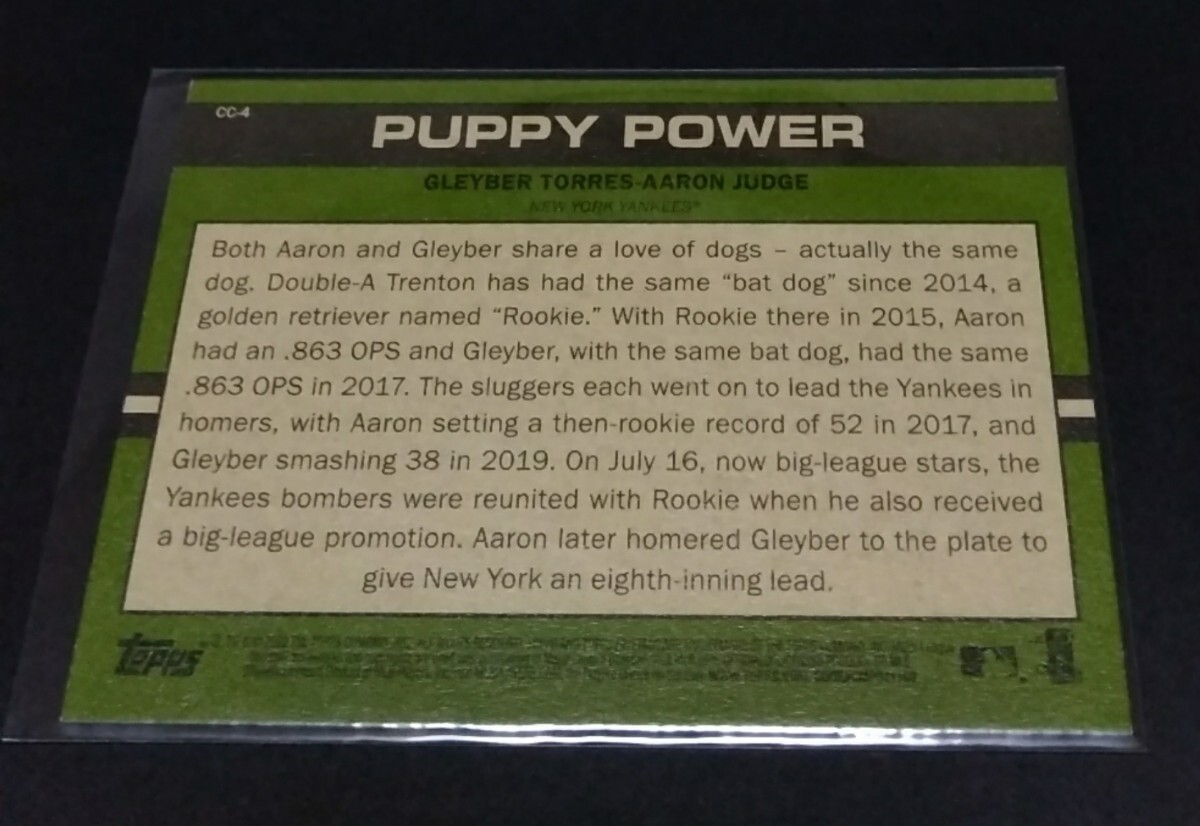 CC-4
PUPPY POWER
GLEYBER TORRES-AARON JUDGE
NEW YORK YANKEES®
Both Aaron and Gleyber share a love of dogs – actually the same
dog. Double-A Trenton has had the same “bat dog” since 2014, a
golden retriever named “Rookie.” With Rookie there in 2015, Aaron
had an .863 OPS and Gleyber, with the same bat dog, had the same
.863 OPS in 2017. The sluggers each went on to lead the Yankees in
homers, with Aaron setting a then-rookie record of 52 in 2017, and
Gleyber smashing 38 in 2019. On July 16, now big-league stars, the
Yankees bombers were reunited with Rookie when he also received
a big-league promotion. Aaron later homered Gleyber to the plate to
give New York an eighth-inning lead.
topps